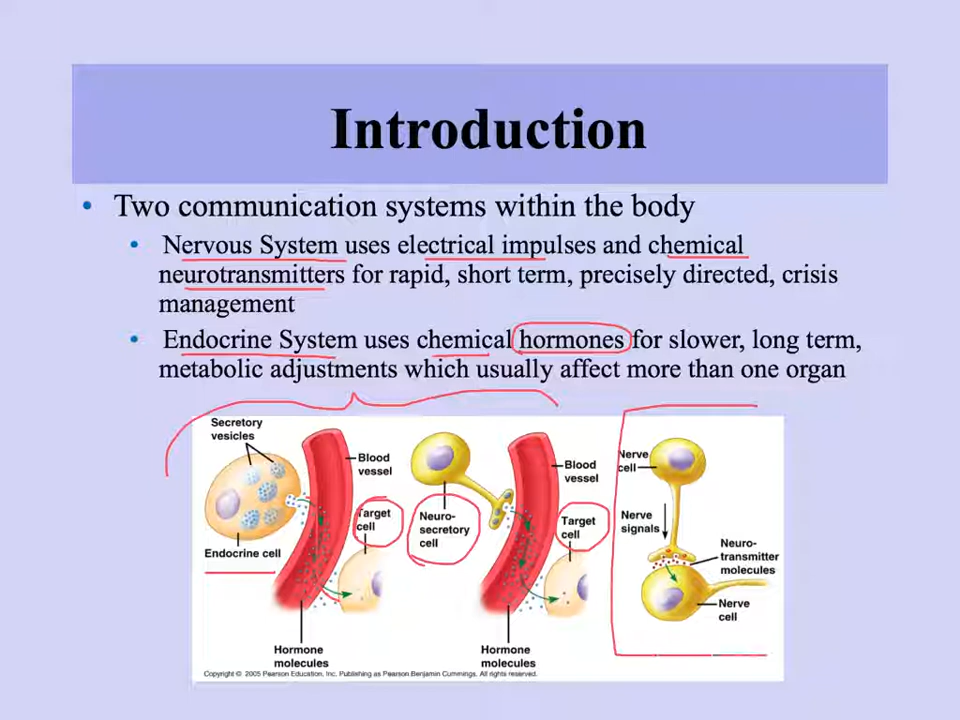 Introduction
• Two communication systems within the body
• Nervous System uses electrical impulses and chemical
neurotransmitters for rapid, short term, precisely directed, crisis
management
• Endocrine System uses chemical hormones for slower, long term,
metabolic adjustments which usually affect more than one organ
Secretory
vesicles
Blood
vessel
Target
cell
Endocrine cell
Hormone
molecules
Neuro-
secretory
cell
Blood
vessel
Target
cell
Hormone
molecules
Nerve
cell
Nerve
signals
Neuro-
transmitter
molecules
Nerve
cell
Copyright © 2005 Pearson Education, Inc. Publishing as Pearson Benjamin Cummings. All rights reserved.